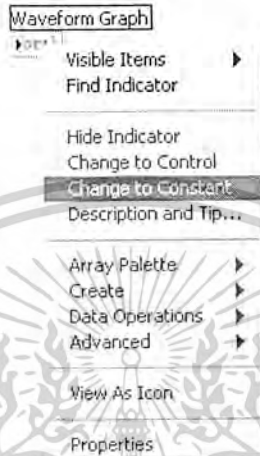 Waveform Graph
Visible Items
Find Indicator
Hide Indicator
Change to Control
Change to Constant
Description and Tip...
Array Palette
Create
Data Operations
Advanced
View As Icon
Properties